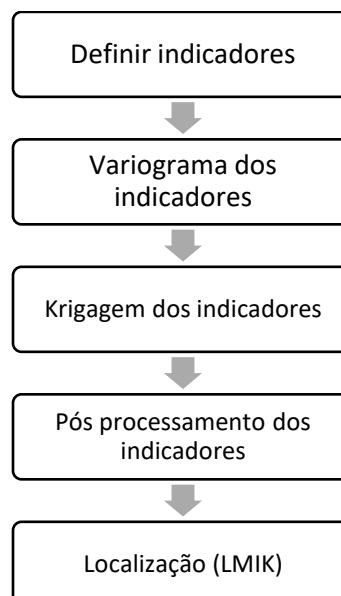 Definir indicadores
Variograma dos
indicadores
Krigagem dos indicadores
Pós processamento dos
indicadores
Localização (LMIK)